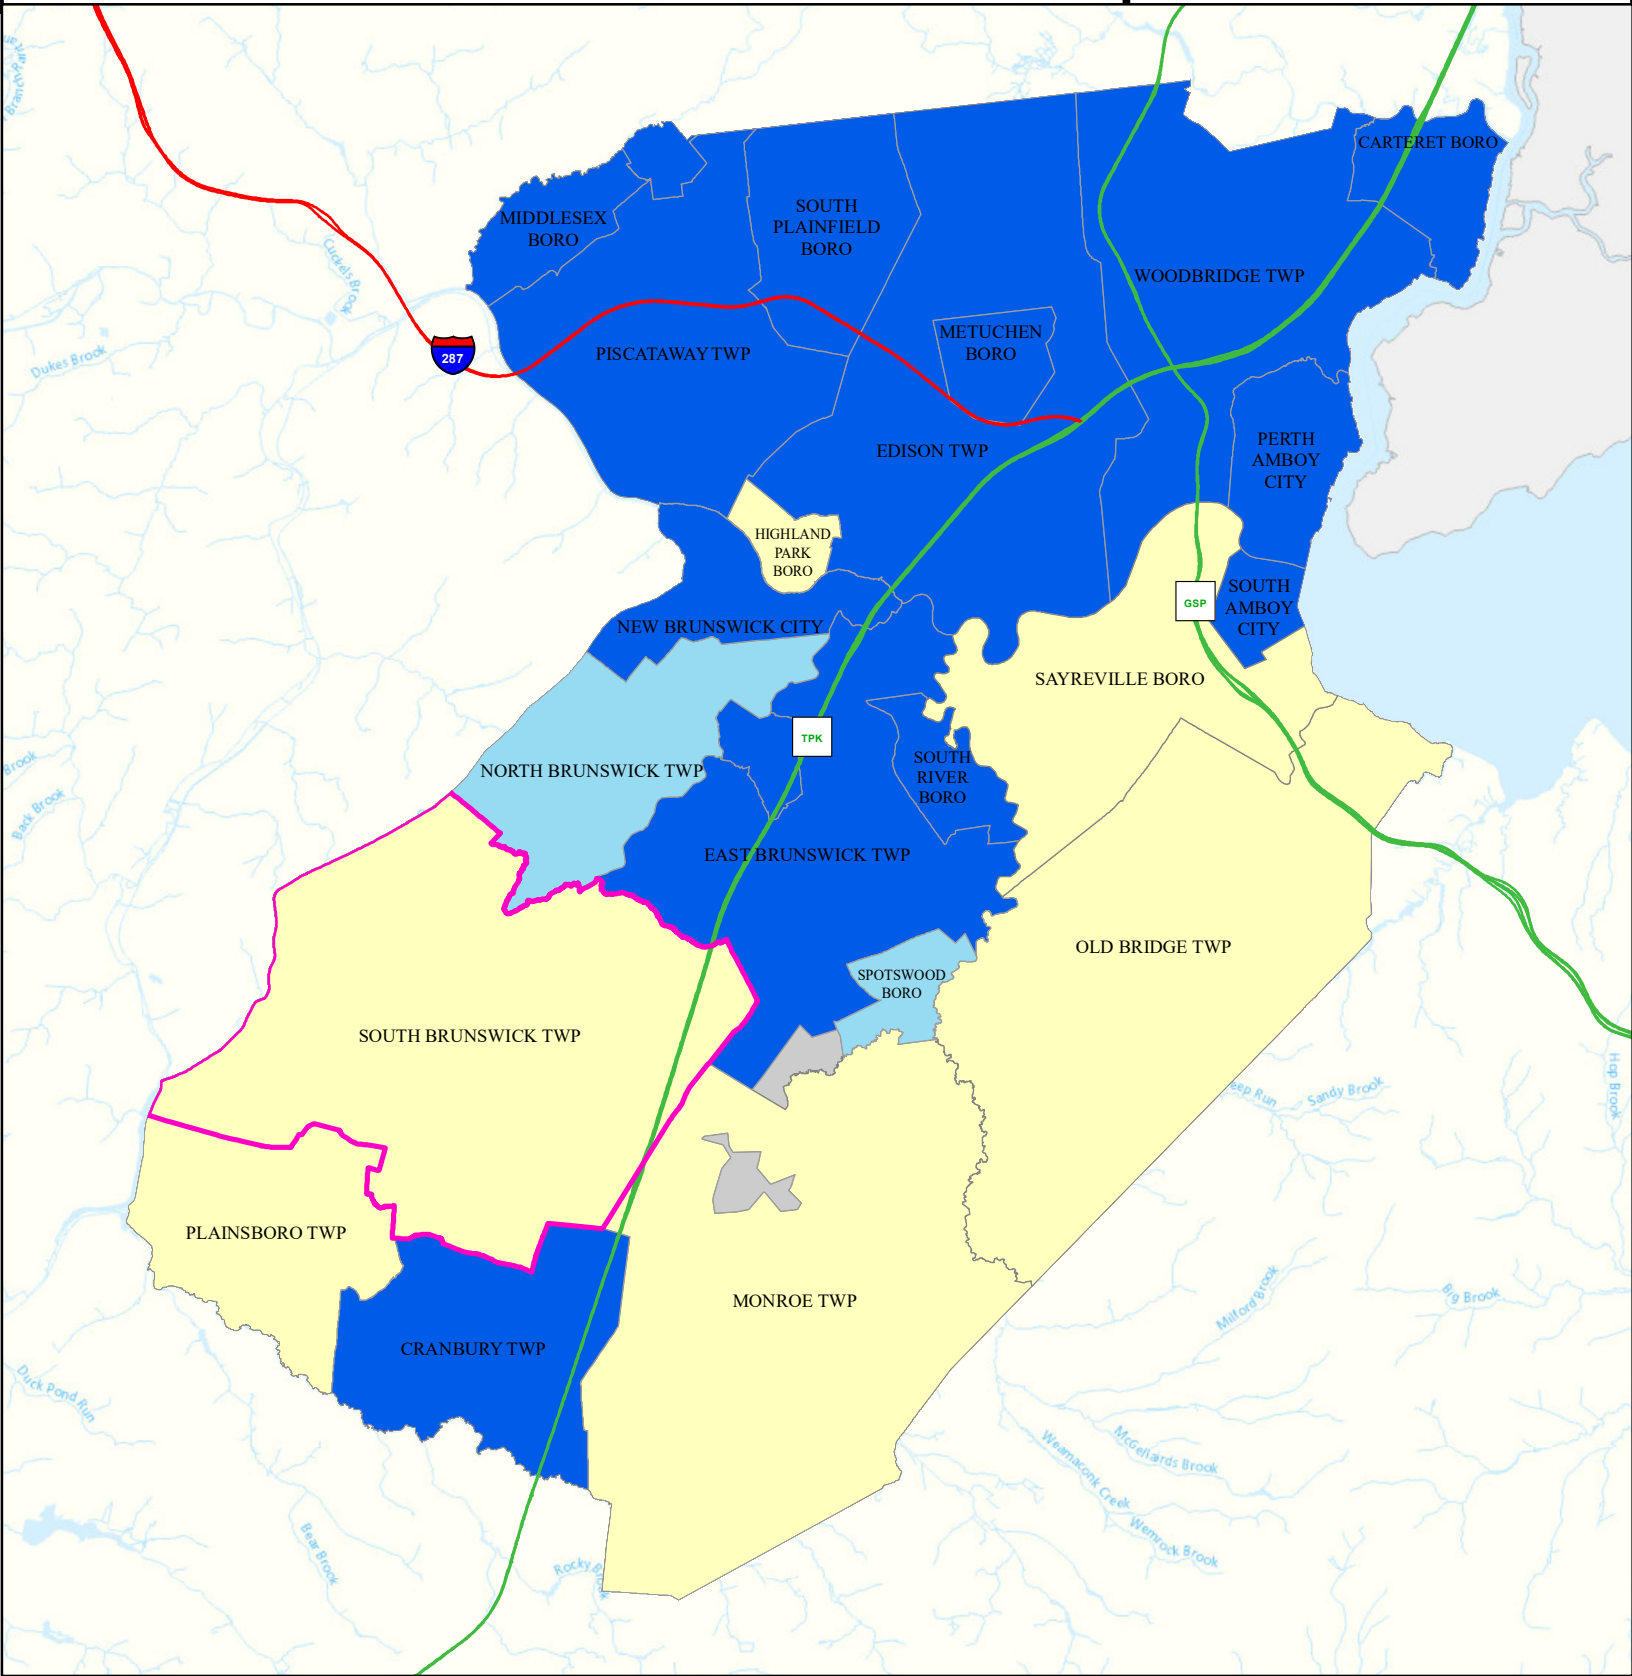 CARTERET BORO
MIDDLESEX
BORO
SOUTH
PLAINFIELD
BORO
WOODBRIDGE TWP
Cuckels Brook
METUCHEN
BORO
287
PISCATAWAY TWP
Dukes Brook
EDISON TWP
PERTH
AMBOY
CITY
HIGHLAND
PARK
BORO
GSP
SOUTH
AMBOY
CITY
NEW BRUNSWICK CITY
SAYREVILLE BORO
TPK
Brook
NORTH BRUNSWICK TWP
SOUTH
RIVER
BORO
Back Brook
EAST BRUNSWICK TWP
OLD BRIDGE TWP
SPOTSWOOD
BORO
SOUTH BRUNSWICK TWP
eep Run
Sandy Brook
Hop Brook
PLAINSBORO TWP
MONROE TWP
Milford Brook
Big Brook
CRANBURY TWP
Duck Pond Run
McGellairds Brook
Weamaconk Creek
Wemrock Brook
Bear Brook
Rocky Brook